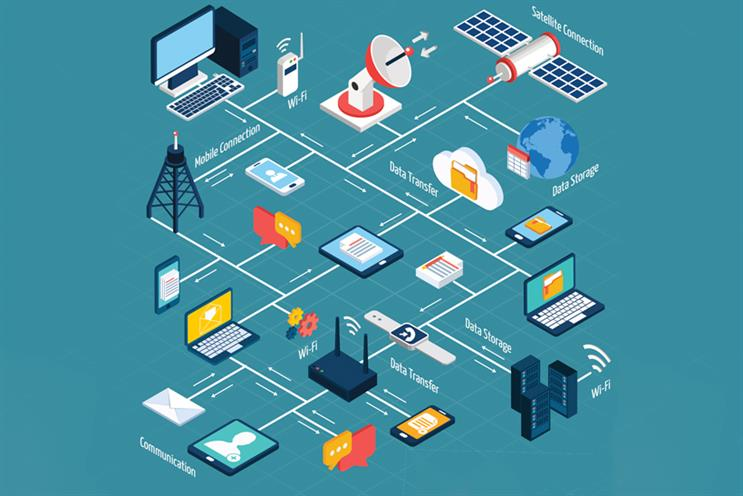 Satellite Connection
Wi-Fi
Mobile Connection
Data Transfer
Data Storage
Wi-Fi
Data Storage
Data Transfer
Wi-Fi
Communication